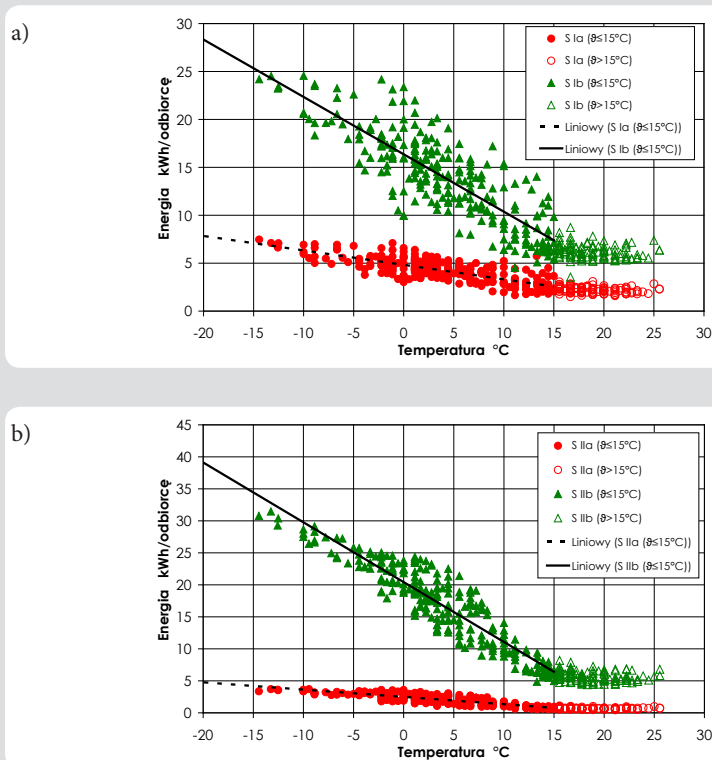 a)
30
25
20
15
10
5
0
Energia kWh/odbiorcę
-20 -15 -10 -5 0 5 10 15 20 25 30
Temperatura °C
S Ia (ϑ≤15°C)
S Ia (ϑ>15°C)
S Ib (ϑ≤15°C)
S Ib (ϑ>15°C)
Liniowy (S Ia (ϑ≤15°C))
Liniowy (S Ib (ϑ≤15°C))
b)
45
40
35
30
25
20
15
10
5
0
Energia kWh/odbiorcę
-20 -15 -10 -5 0 5 10 15 20 25 30
Temperatura °C
S IIa (ϑ≤15°C)
S IIa (ϑ>15°C)
S IIb (ϑ≤15°C)
S IIb (ϑ>15°C)
Liniowy (S IIa (ϑ≤15°C))
Liniowy (S IIb (ϑ≤15°C))